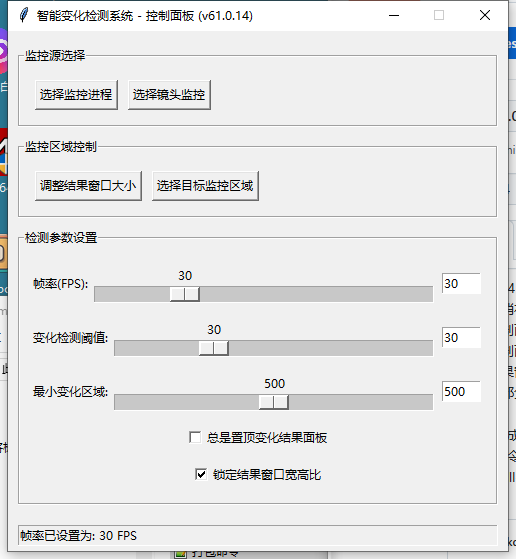 智能变化检测系统 - 控制面板 (v61.0.14)
监控源选择
选择监控进程 选择镜头监控
监控区域控制
调整结果窗口大小 选择目标监控区域
检测参数设置
30
帧率(FPS): 30
30
变化检测阈值: 30
500
最小变化区域: 500
总是置顶变化结果面板
锁定结果窗口宽高比
帧率已设置为: 30 FPS
打包命令